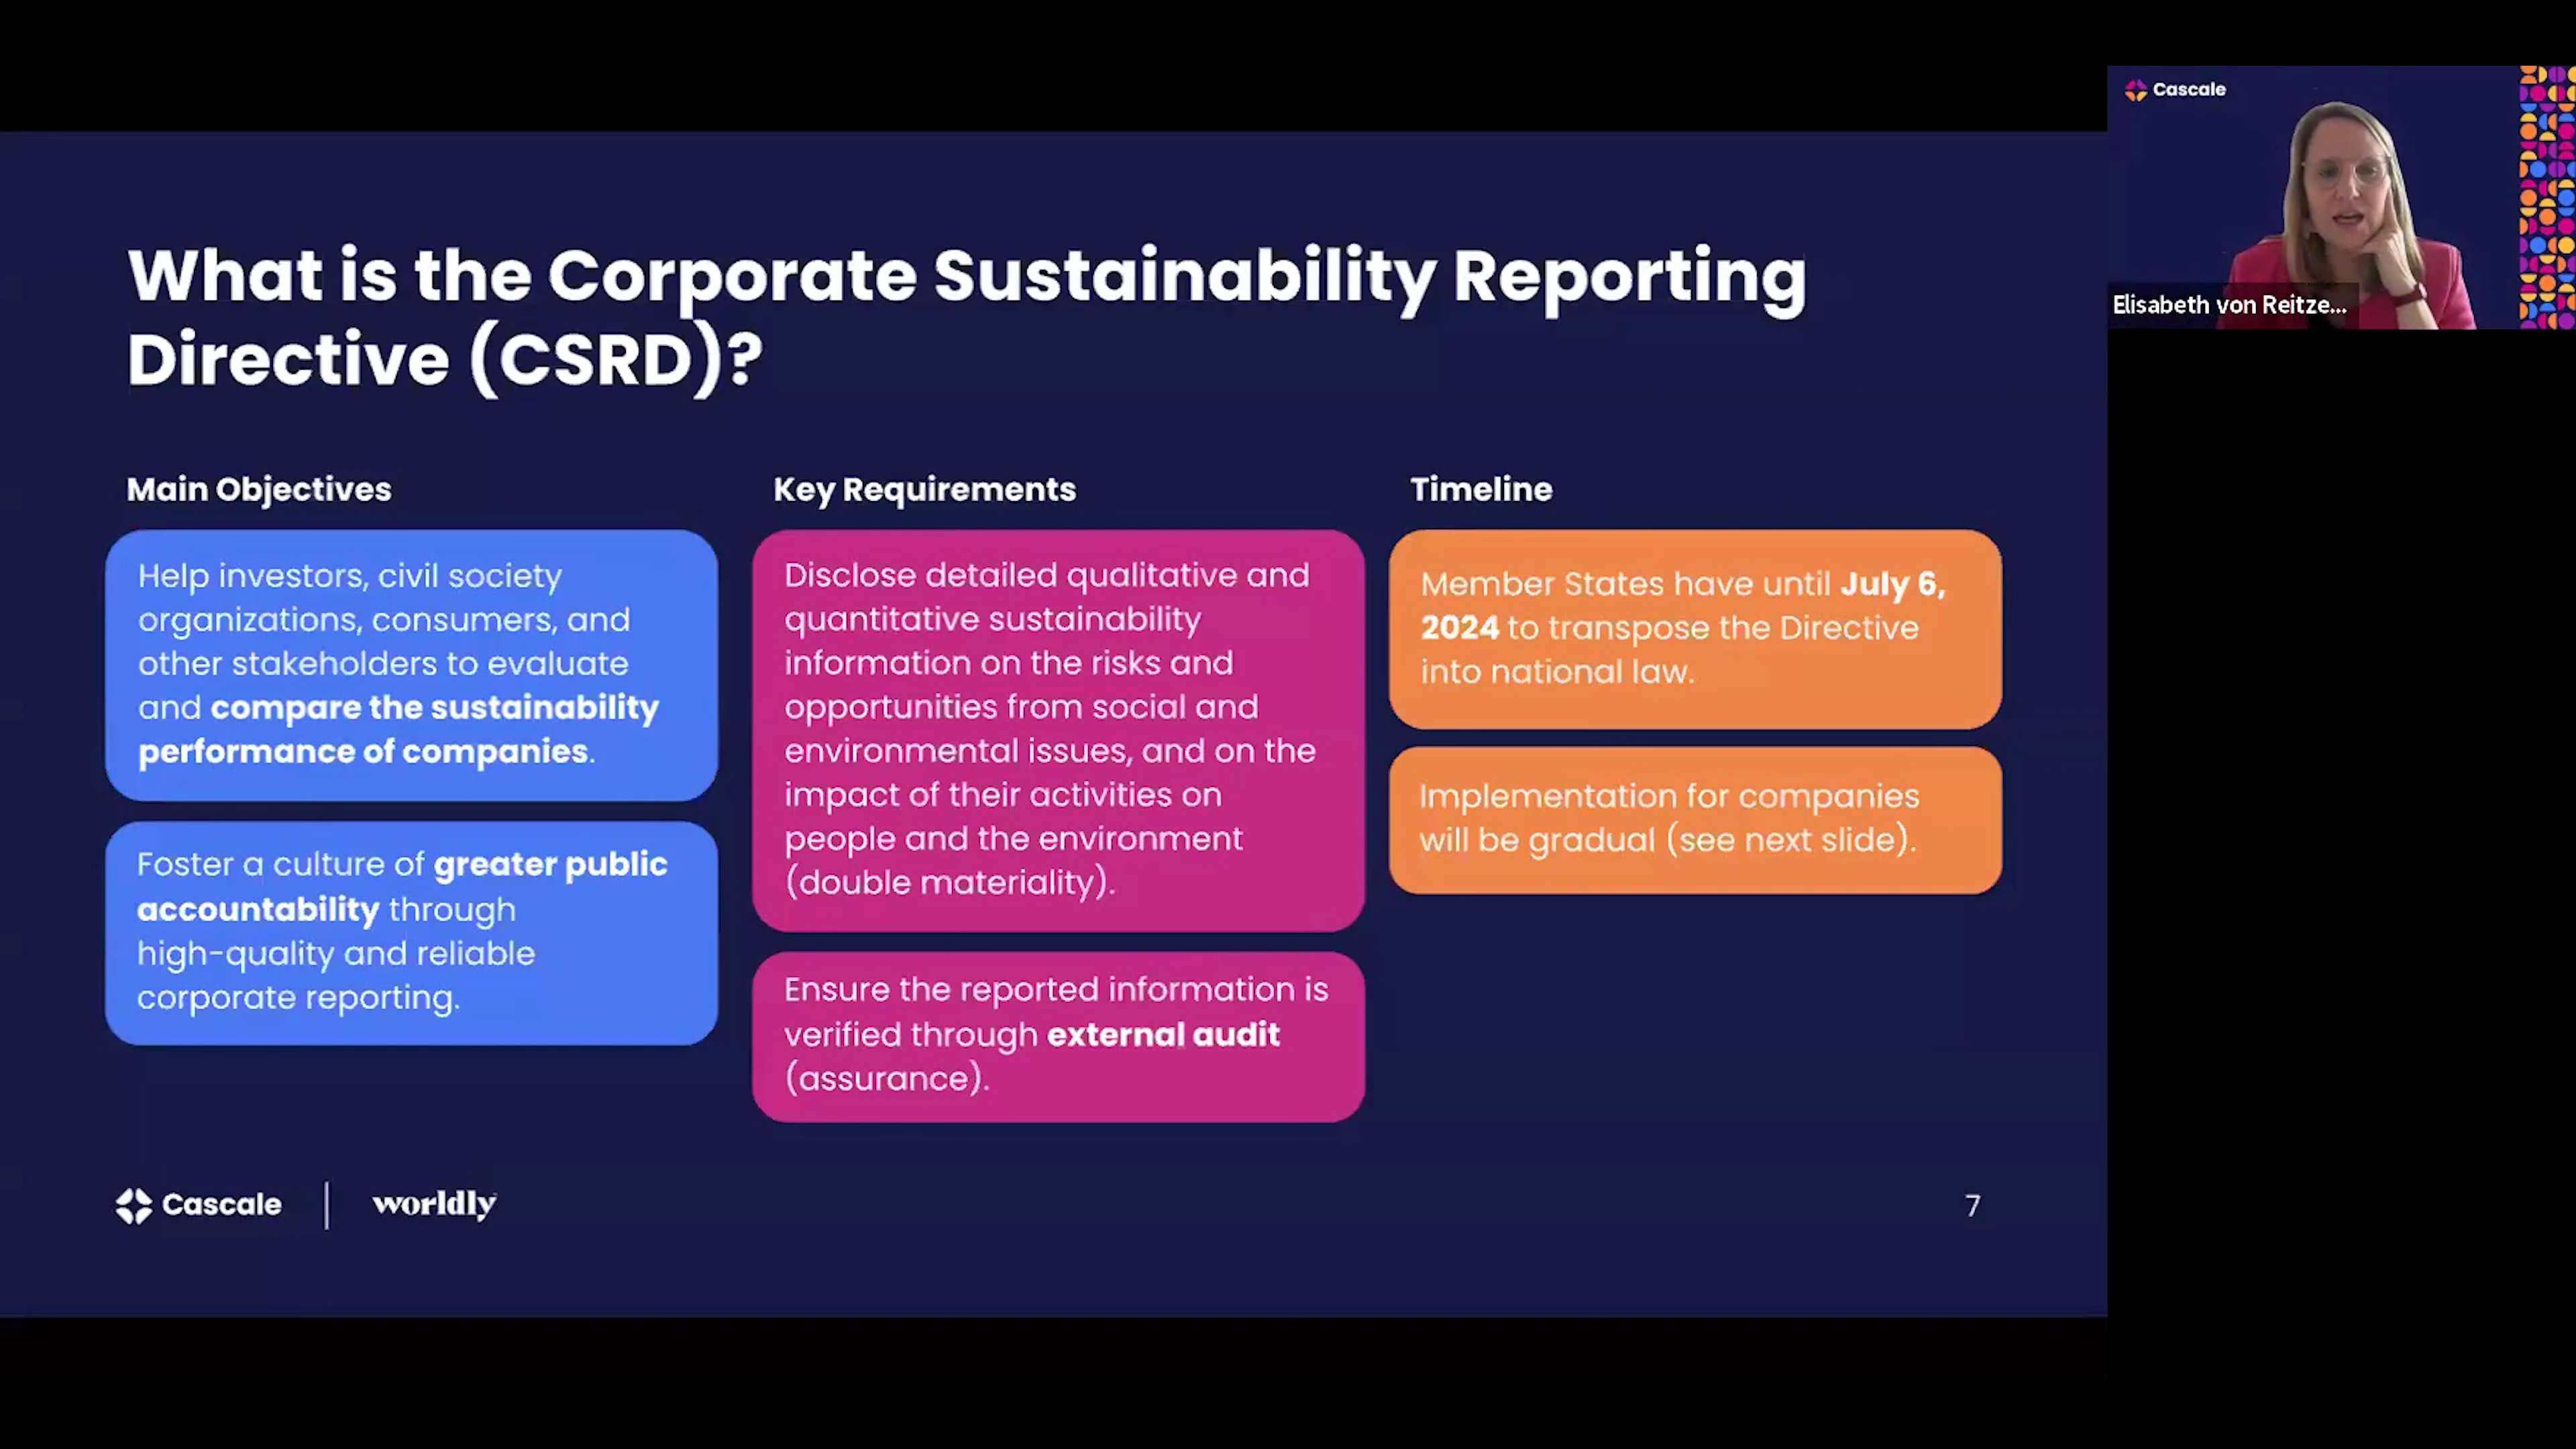 What is the Corporate Sustainability Reporting
Directive (CSRD)?
Main Objectives
Help investors, civil society
organizations, consumers, and
other stakeholders to evaluate
and compare the sustainability
performance of companies.
Foster a culture of greater public
accountability through
high-quality and reliable
corporate reporting.
Key Requirements
Disclose detailed qualitative and
quantitative sustainability
information on the risks and
opportunities from social and
environmental issues, and on the
impact of their activities on
people and the environment
(double materiality).
Ensure the reported information is
verified through external audit
(assurance).
Timeline
Member States have until July 6,
2024 to transpose the Directive
into national law.
Implementation for companies
will be gradual (see next slide).
Cascale
worldly
7
Cascale
Elisabeth von Reitze...